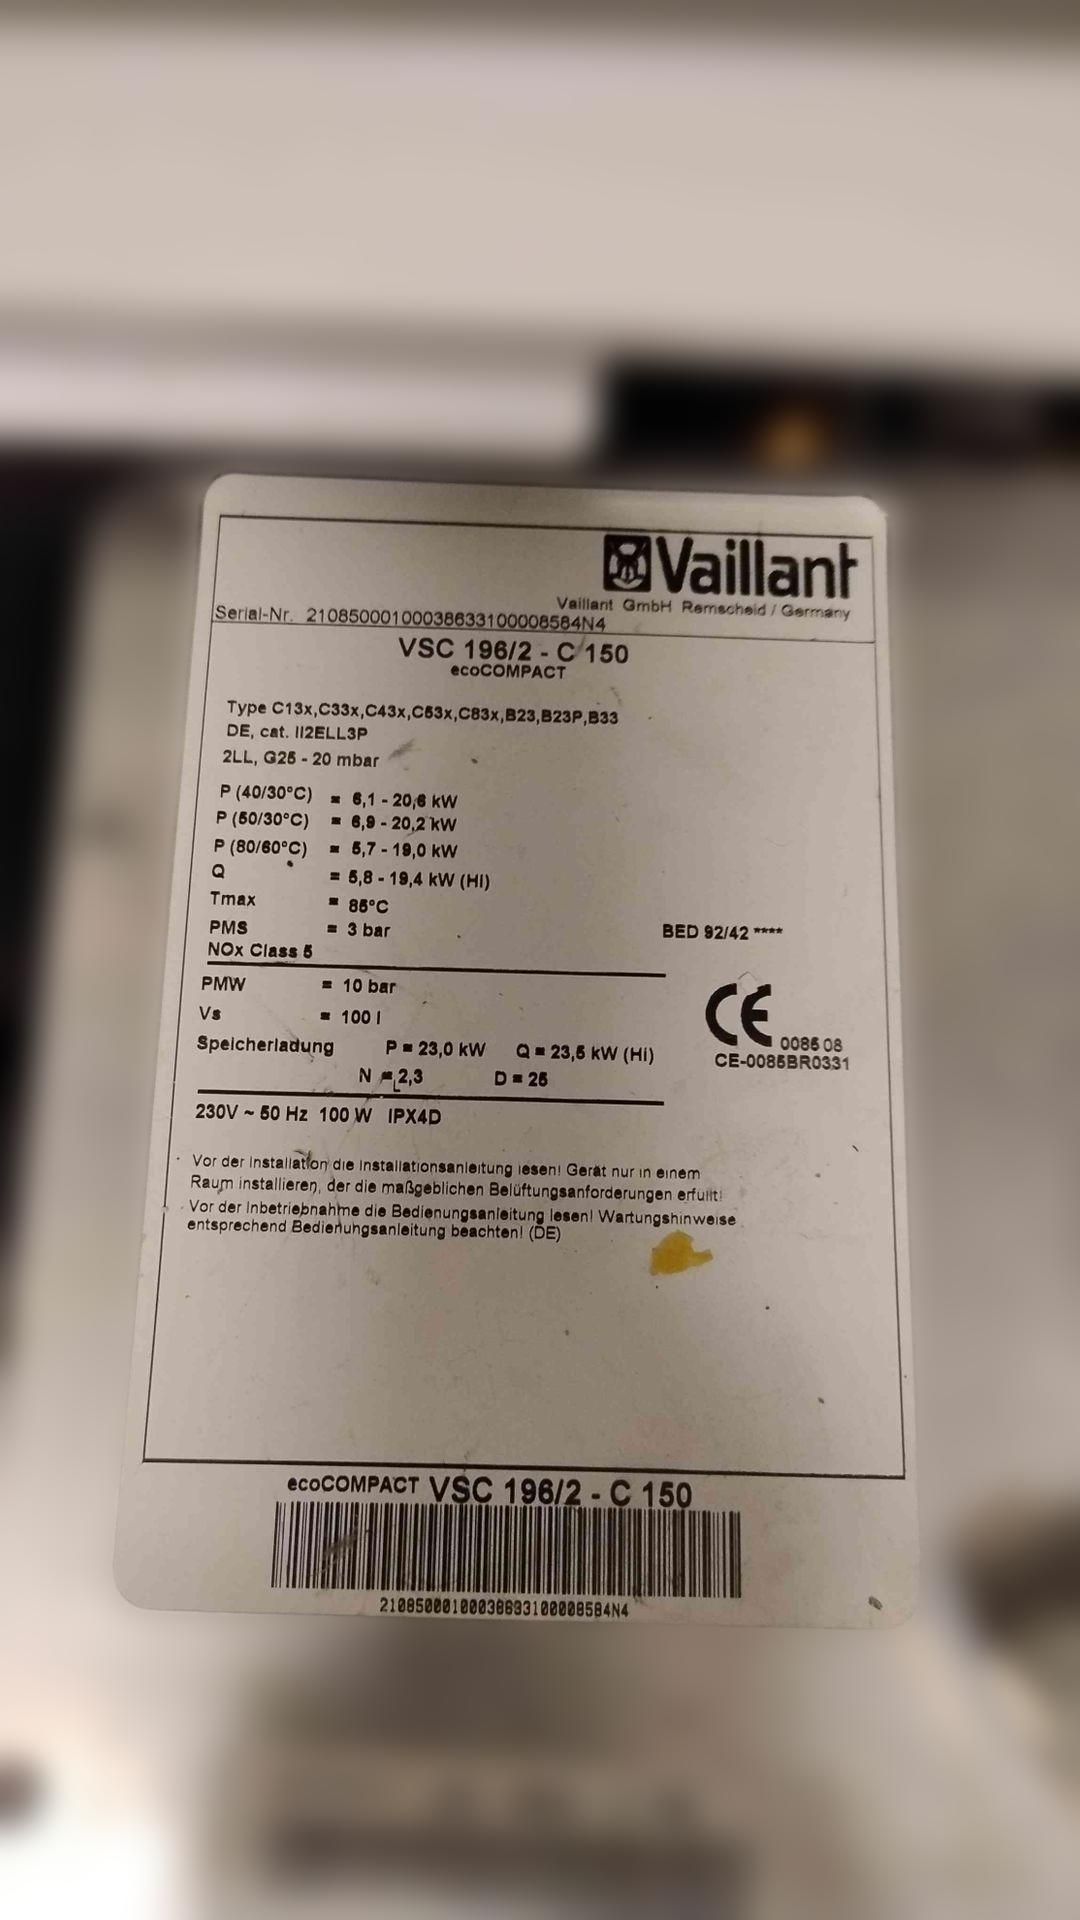 Vaillant
Vaillant GmbH Remscheid / Germany
Serial-Nr. 21085000100038633100008584N4
VSC 196/2 - C 150
ecoCOMPACT
Type C13x,C33x,C43x,C53x,C83x,B23,B23P,B33
DE, cat. II2ELL3P
2LL, G25 - 20 mbar
P (40/30°C) = 6,1 - 20,6 kW
P (50/30°C) = 6,9 - 20,2 kW
P (80/60°C) = 5,7 - 19,0 kW
Q = 5,8 - 19,4 kW (Hi)
Tmax = 85°C
PMS = 3 bar BED 92/42 ****
NOx Class 5
PMW = 10 bar
Vs = 100 l
CE 0085 08
Speicherladung P = 23,0 kW Q = 23,5 kW (Hi) CE-0085BR0331
N = 2,3 D = 25
L
230V ~ 50 Hz 100 W IPX4D
Vor der Installation die Installationsanleitung lesen! Gerät nur in einem
Raum installieren, der die maßgeblichen Belüftungsanforderungen erfüllt!
Vor der Inbetriebnahme die Bedienungsanleitung lesen! Wartungshinweise
entsprechend Bedienungsanleitung beachten! (DE)
ecoCOMPACT VSC 196/2 - C 150
21085000100038633100008584N4